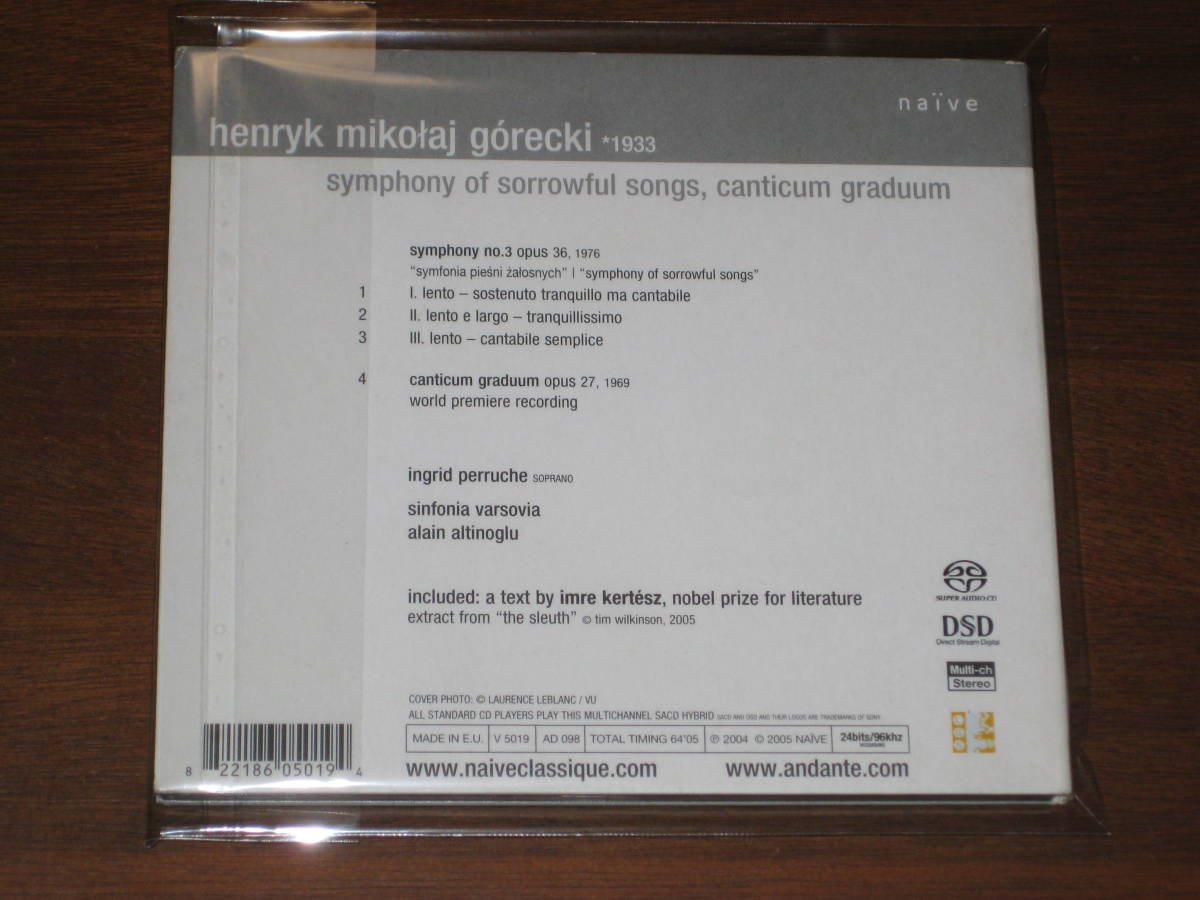 naïve
henryk mikołaj górecki *1933
symphony of sorrowful songs, canticum graduum
symphony no.3 opus 36, 1976
“symfonia pieśni żałosnych” | “symphony of sorrowful songs”
1 I. lento – sostenuto tranquillo ma cantabile
2 II. lento e largo – tranquillissimo
3 III. lento – cantabile semplice
4 canticum graduum opus 27, 1969
world premiere recording
ingrid perruche SOPRANO
sinfonia varsovia
alain altinoglu
included: a text by imre kertész, nobel prize for literature
extract from “the sleuth” © tim wilkinson, 2005
SUPER AUDIO CD
DSD
Direct Stream Digital
Multi-ch
Stereo
COVER PHOTO: © LAURENCE LEBLANC / VU
ALL STANDARD CD PLAYERS PLAY THIS MULTICHANNEL SACD HYBRID SACD AND DSD AND THEIR LOGOS ARE TRADEMARKS OF SONY
MADE IN E.U. V 5019 AD 098 TOTAL TIMING 64'05 ℗ 2004 © 2005 NAÏVE 24bits/96khz
RECORDING
8 22186 05019 4
www.naiveclassique.com www.andante.com